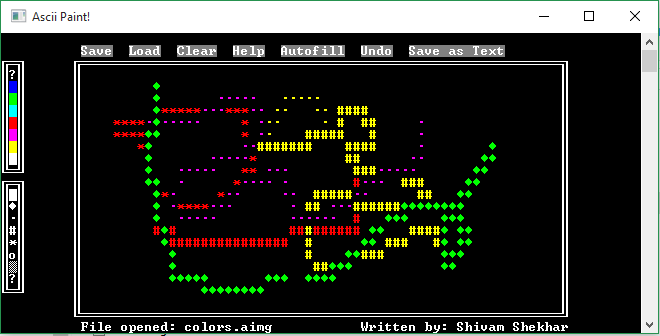 Ascii Paint!
Save Load Clear Help Autofill Undo Save as Text
?
#
*
o
?
File opened: colors.aimg Written by: Shivam Shekhar